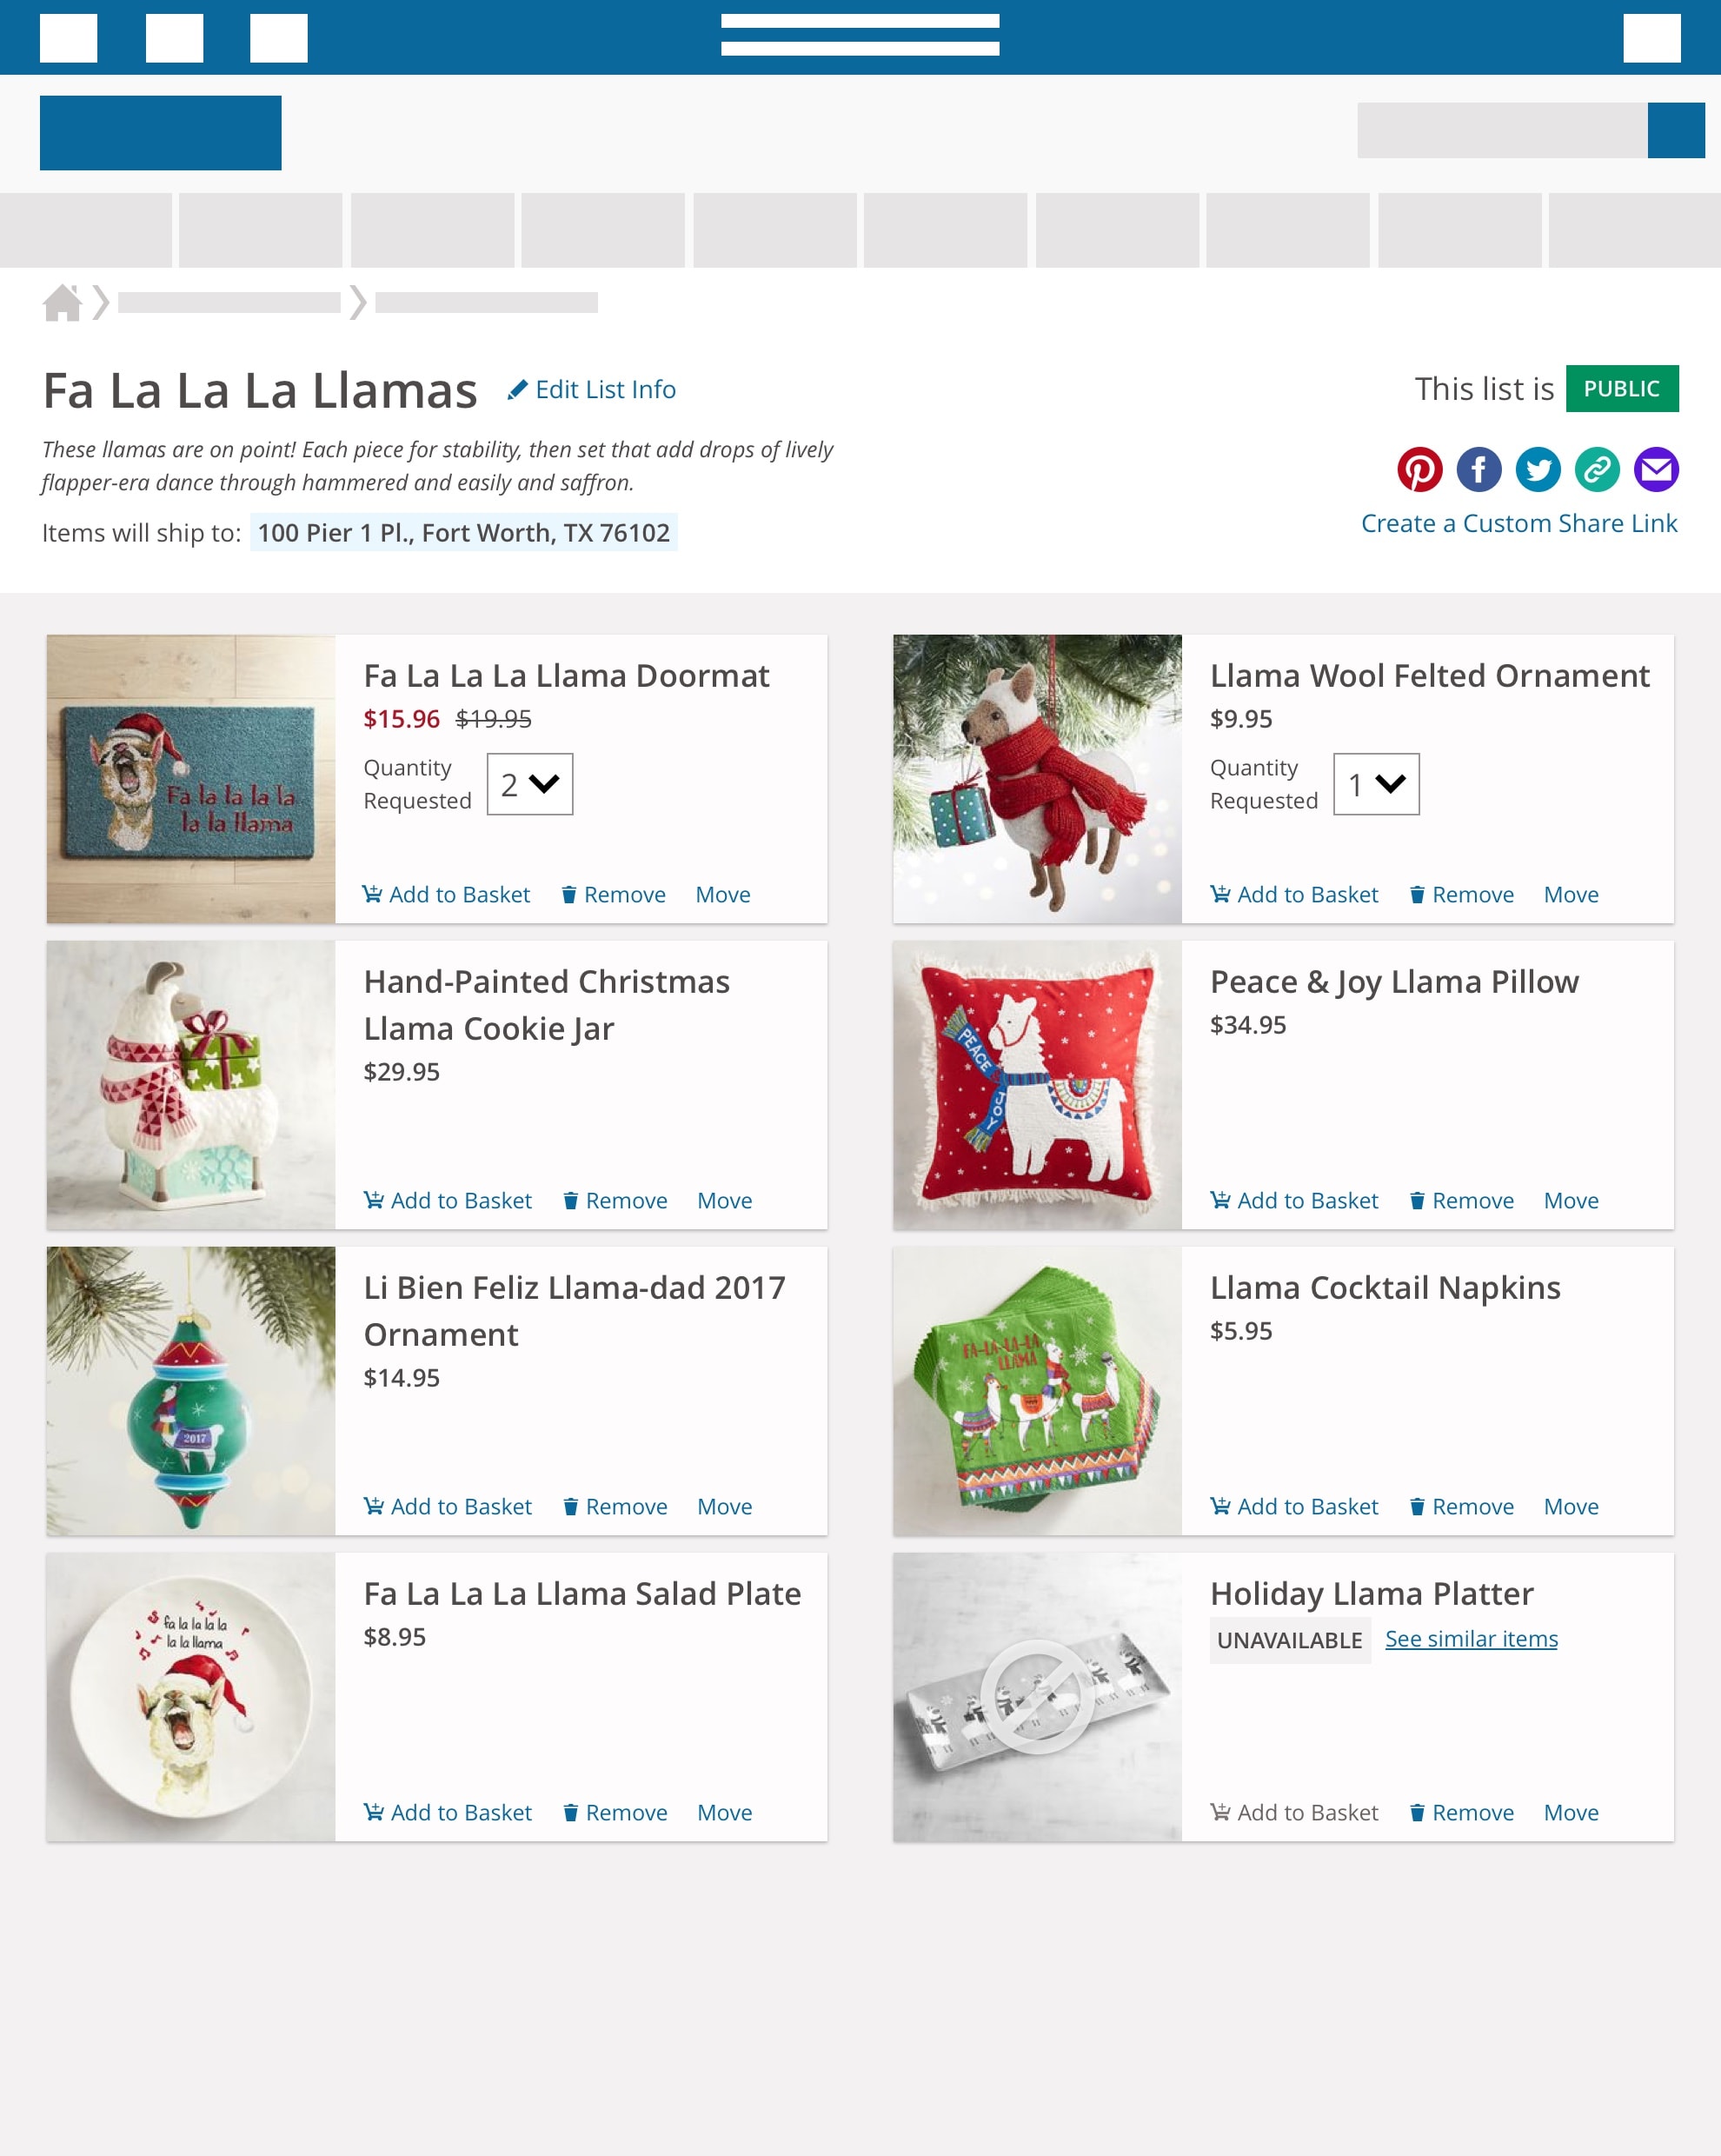 Fa La La La Llamas
Edit List Info
This list is PUBLIC
These llamas are on point! Each piece for stability, then set that add drops of lively
flapper-era dance through hammered and easily and saffron.
Items will ship to: 100 Pier 1 Pl., Fort Worth, TX 76102
Create a Custom Share Link
Fa la la la la
la la llama
Fa La La La Llama Doormat
$15.96 $19.95
Quantity
Requested
2
Add to Basket Remove Move
Llama Wool Felted Ornament
$9.95
Quantity
Requested
1
Add to Basket Remove Move
Hand-Painted Christmas
Llama Cookie Jar
$29.95
Add to Basket Remove Move
PEACE
JOY
Peace & Joy Llama Pillow
$34.95
Add to Basket Remove Move
2017
Li Bien Feliz Llama-dad 2017
Ornament
$14.95
Add to Basket Remove Move
FA-LA-LA-LA
LLAMA
Llama Cocktail Napkins
$5.95
Add to Basket Remove Move
fa la la la la
la la llama
Fa La La La Llama Salad Plate
$8.95
Add to Basket Remove Move
Holiday Llama Platter
UNAVAILABLE See similar items
Add to Basket Remove Move